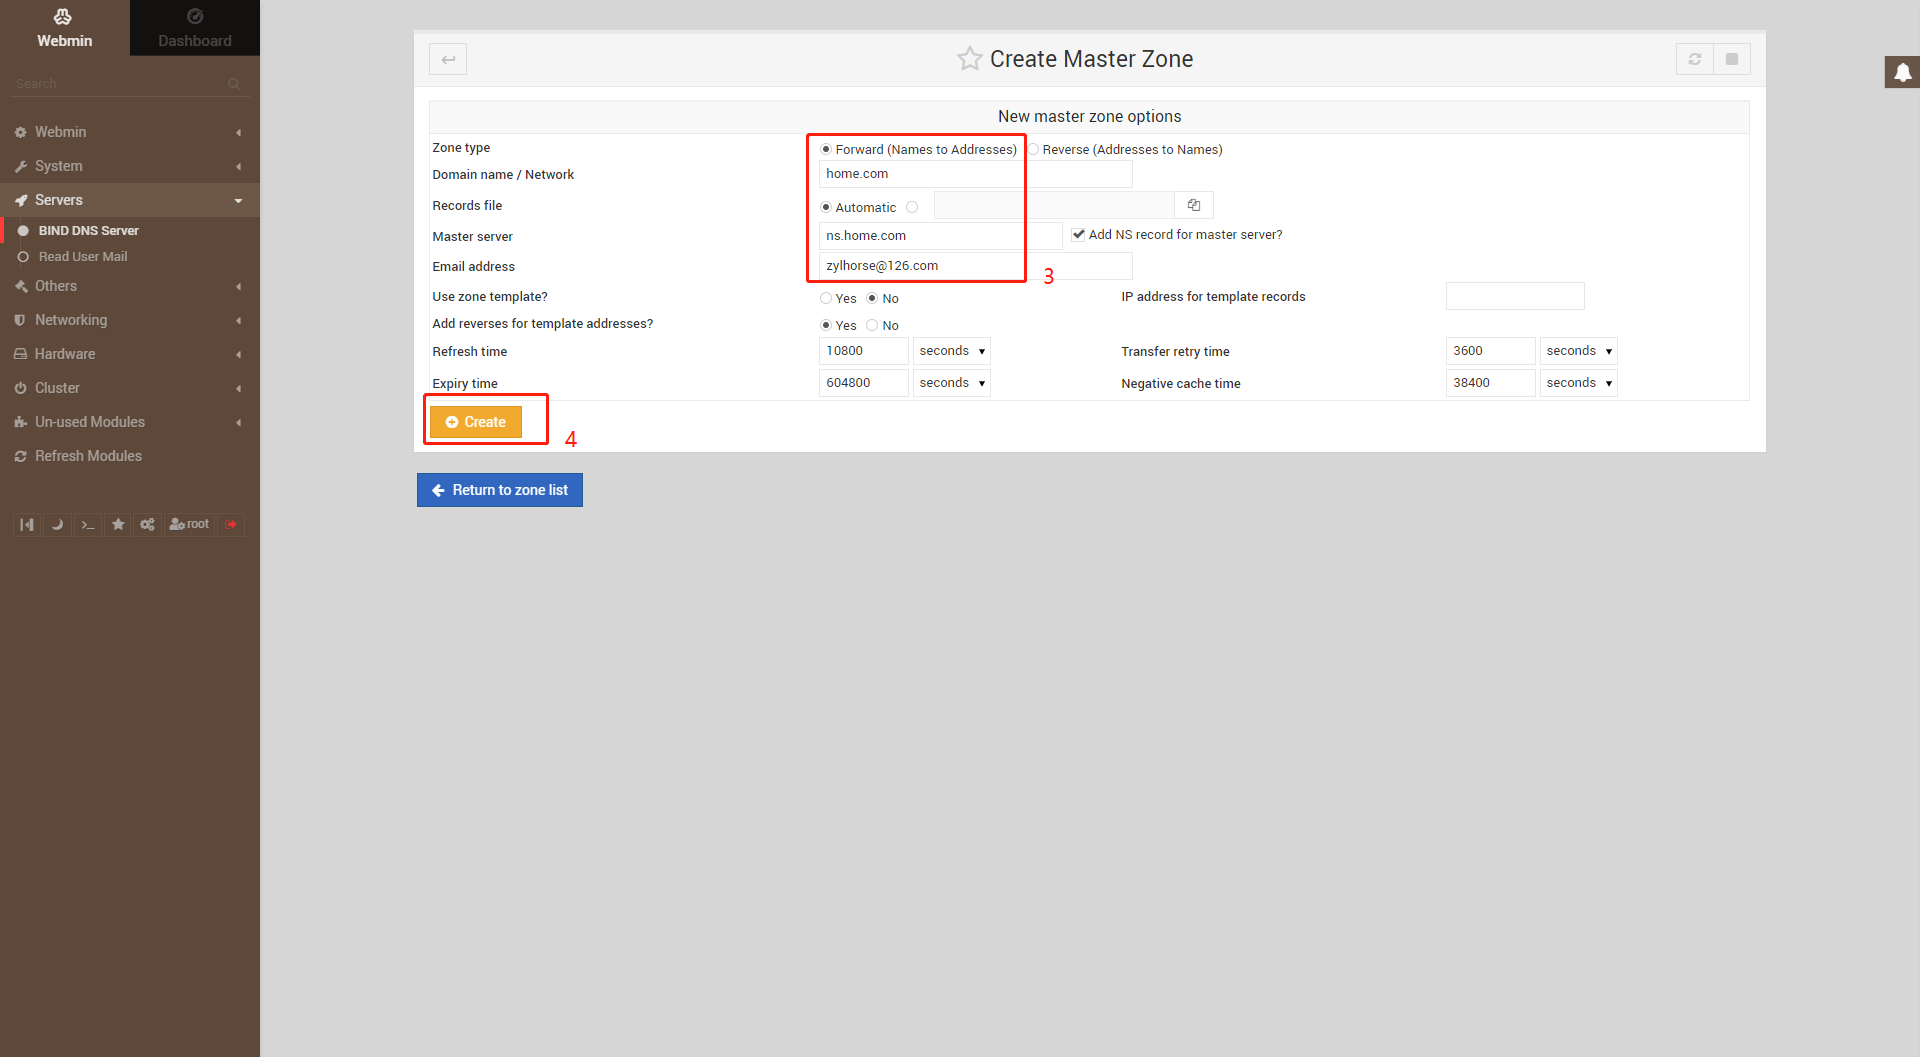 Webmin
Dashboard
Search
Webmin
System
Servers
BIND DNS Server
Read User Mail
Others
Networking
Hardware
Cluster
Un-used Modules
Refresh Modules
root
Create Master Zone
New master zone options
Zone type Forward (Names to Addresses) Reverse (Addresses to Names)
Domain name / Network home.com
Records file Automatic
Master server ns.home.com Add NS record for master server?
Email address zylhorse@126.com
3
Use zone template? Yes No IP address for template records
Add reverses for template addresses? Yes No
Refresh time 10800 seconds Transfer retry time 3600 seconds
Expiry time 604800 seconds Negative cache time 38400 seconds
Create
4
Return to zone list